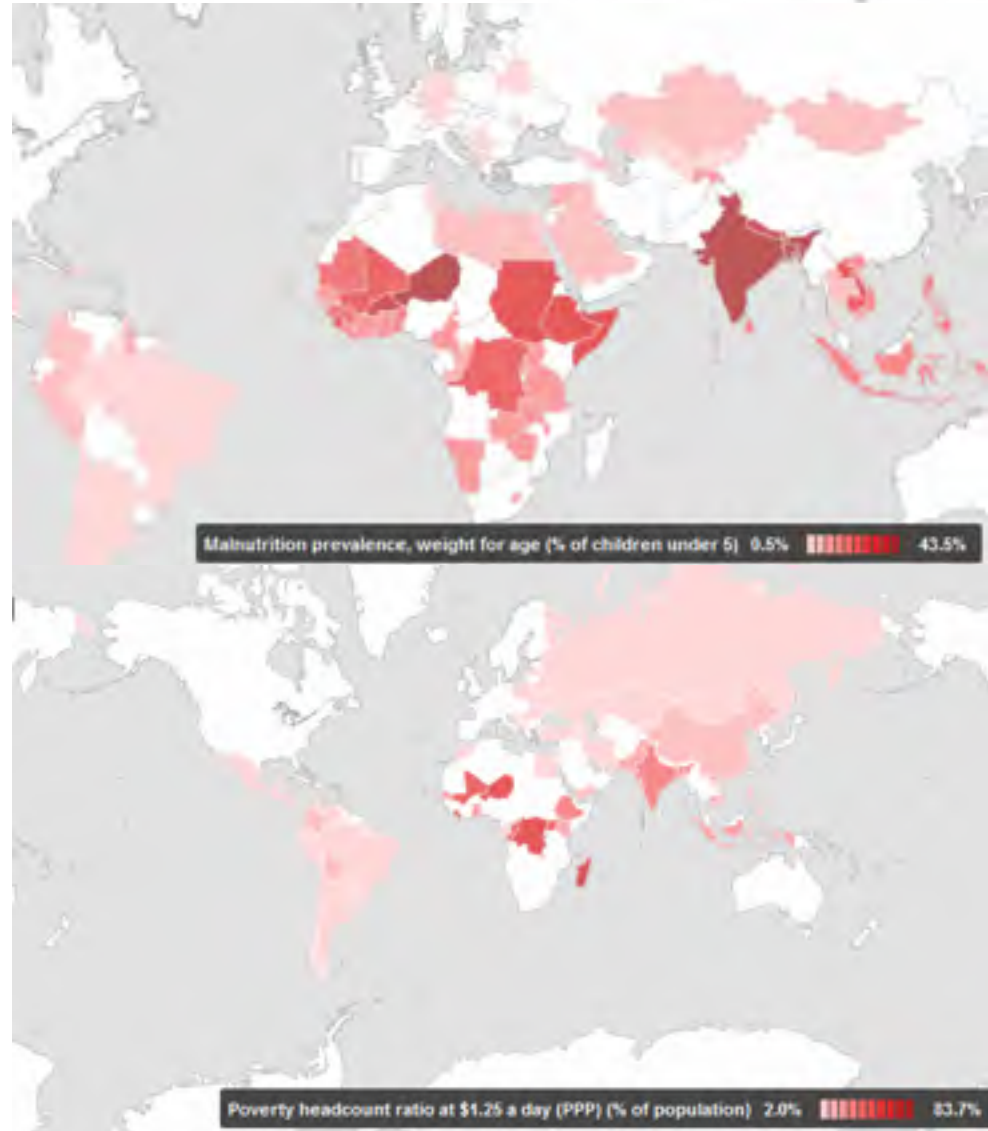 Malnutrition prevalence, weight for age (% of children under 5) 0.5% 43.5%
Poverty headcount ratio at $1.25 a day (PPP) (% of population) 2.0% 83.7%